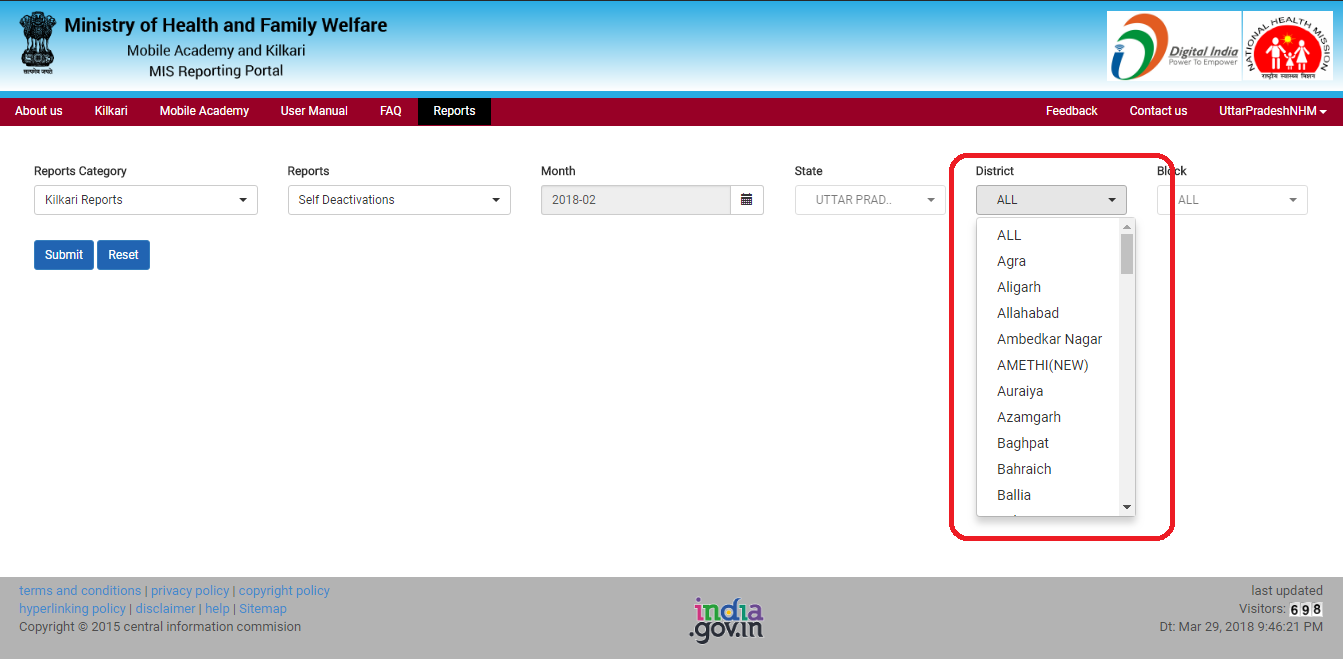 Ministry of Health and Family Welfare
Mobile Academy and Kilkari
MIS Reporting Portal
सत्यमेव जयते
Digital India
Power To Empower
NATIONAL HEALTH MISSION
राष्ट्रीय स्वास्थ्य मिशन
About us Kilkari Mobile Academy User Manual FAQ Reports Feedback Contact us UttarPradeshNHM
Reports Category Reports Month State District Block
Kilkari Reports Self Deactivations 2018-02 UTTAR PRAD.. ALL ALL
Submit Reset
ALL
Agra
Aligarh
Allahabad
Ambedkar Nagar
AMETHI(NEW)
Auraiya
Azamgarh
Baghpat
Bahraich
Ballia
terms and conditions | privacy policy | copyright policy
hyperlinking policy | disclaimer | help | Sitemap
Copyright © 2015 central information commision
india
.gov.in
last updated
Visitors: 698
Dt: Mar 29, 2018 9:46:21 PM